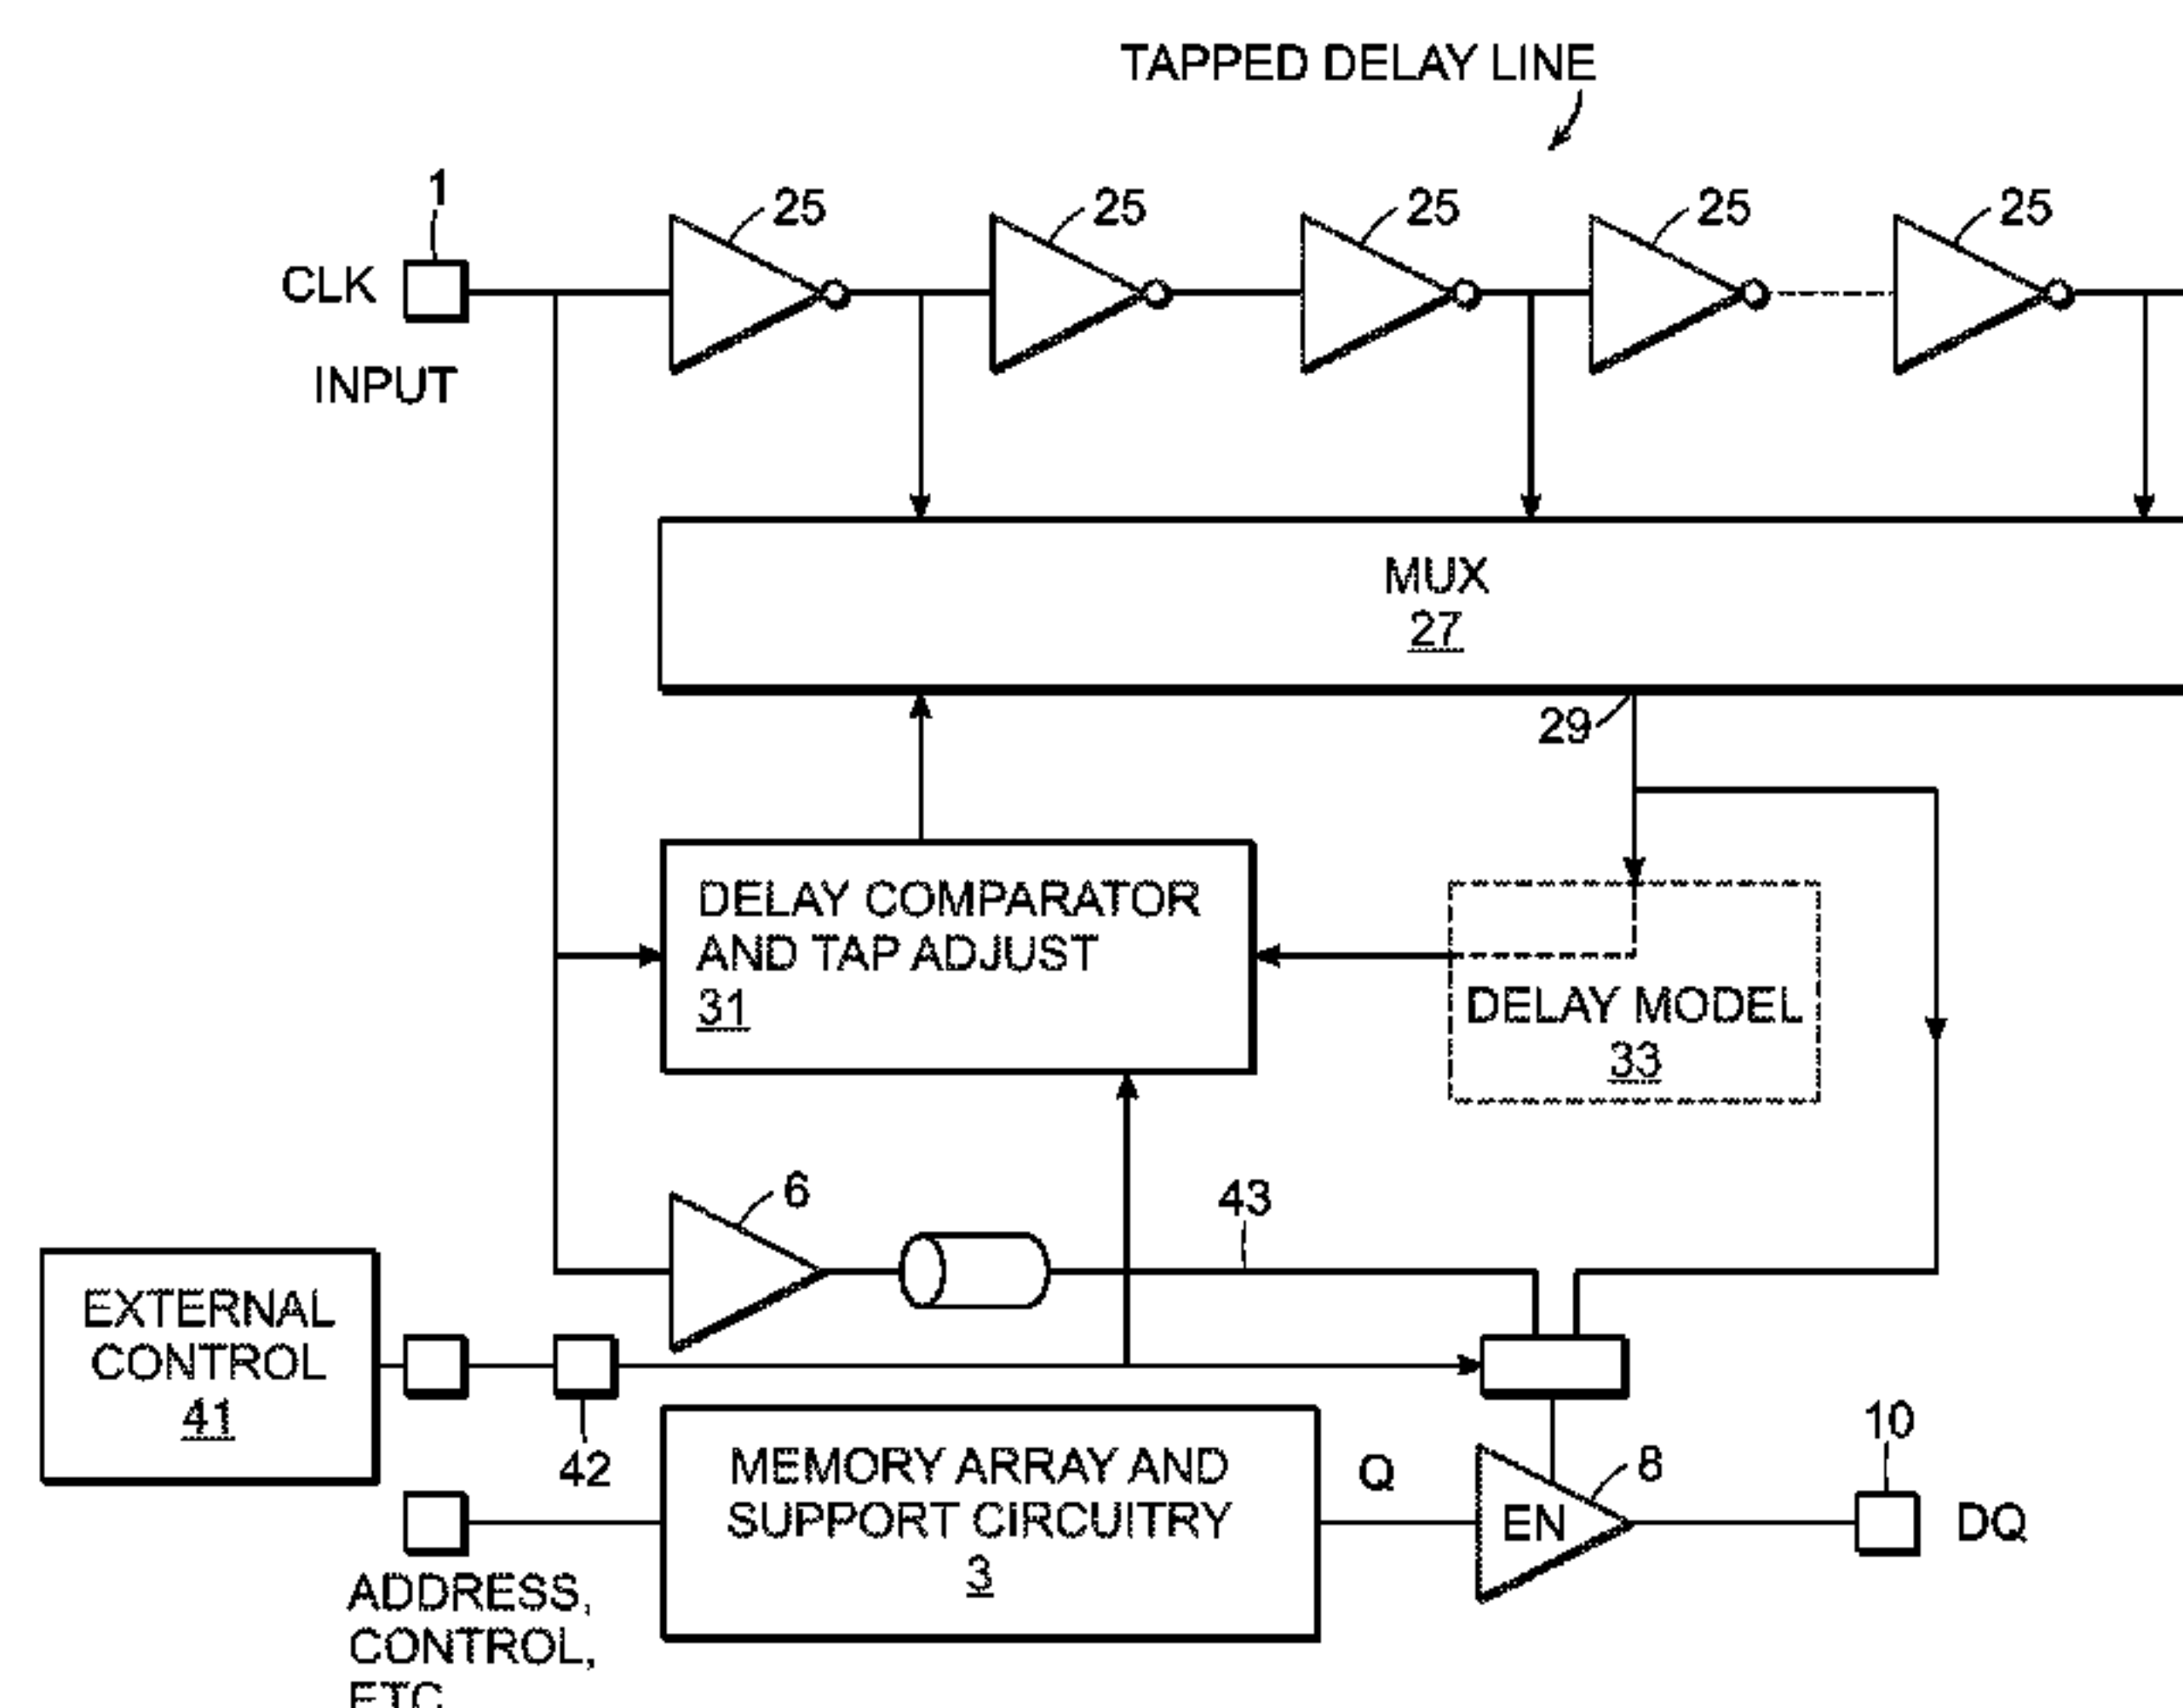 TAPPED DELAY LINE
1
25
25
25
25
25
CLK
INPUT
MUX
27
29
DELAY COMPARATOR
AND TAP ADJUST
31
DELAY MODEL
33
6
43
EXTERNAL
CONTROL
41
42
MEMORY ARRAY AND
SUPPORT CIRCUITRY
3
Q
EN
8
10
DQ
ADDRESS,
CONTROL,
ETC